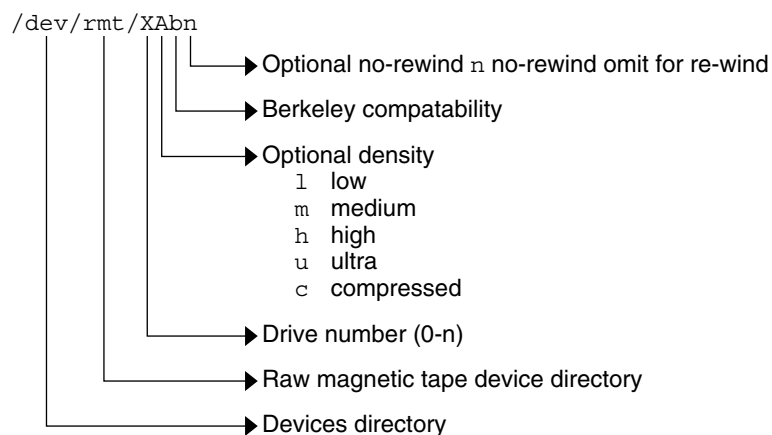 /dev/rmt/XAbn
Optional no-rewind n no-rewind omit for re-wind
Berkeley compatability
Optional density
l low
m medium
h high
u ultra
c compressed
Drive number (0-n)
Raw magnetic tape device directory
Devices directory